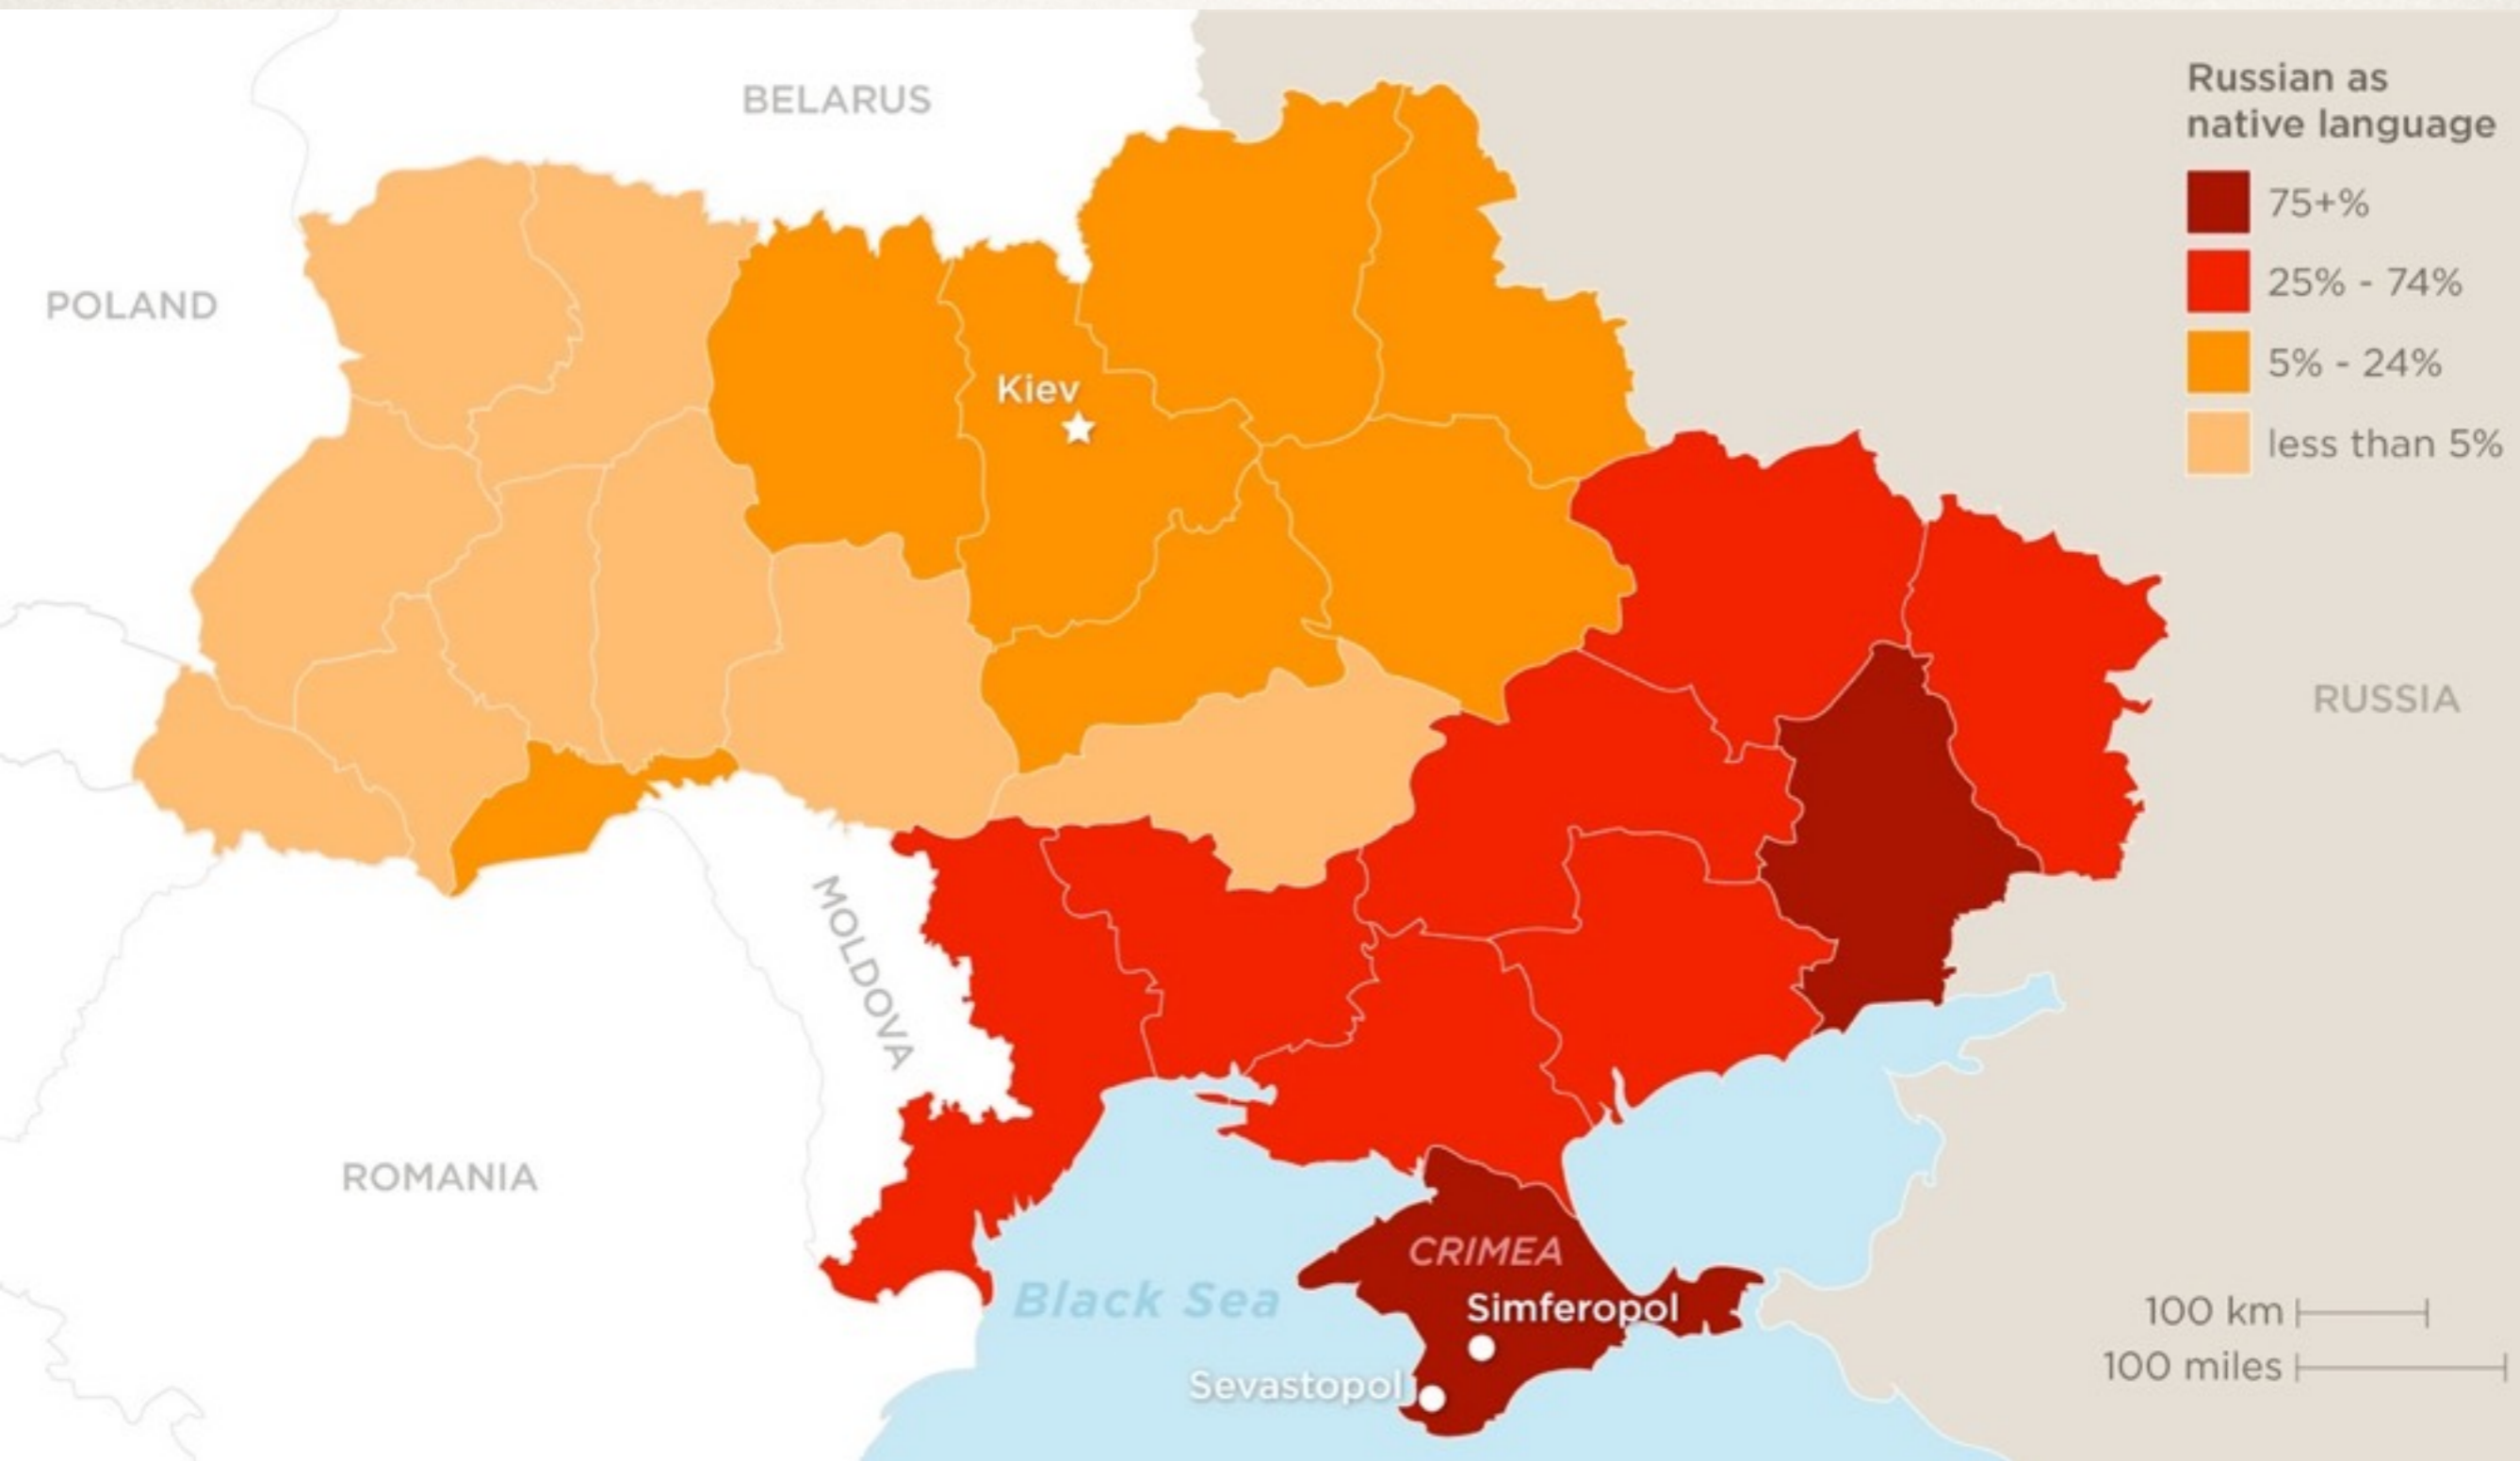 BELARUS
Russian as
native language
75+%
25% - 74%
5% - 24%
less than 5%
POLAND
Kiev
RUSSIA
MOLDOVA
ROMANIA
CRIMEA
Black Sea
Simferopol
Sevastopol
100 km
100 miles